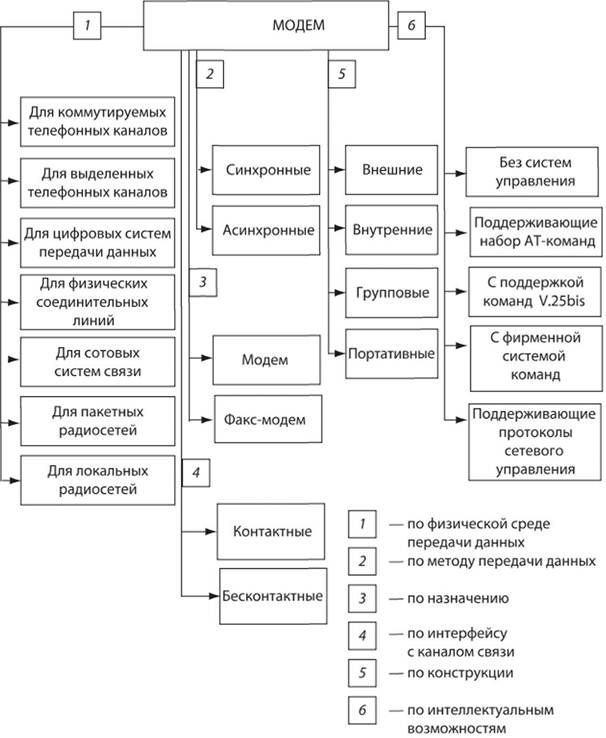 МОДЕМ
1
6
2
5
Для коммутируемых
телефонных каналов
Для выделенных
телефонных каналов
Для цифровых систем
передачи данных
Для физических
соединительных
линий
Для сотовых
систем связи
Для пакетных
радиосетей
Для локальных
радиосетей
Синхронные
Асинхронные
3
Модем
Факс-модем
4
Контактные
Бесконтактные
Внешние
Внутренние
Групповые
Портативные
Без систем
управления
Поддерживающие
набор АТ-команд
С поддержкой
команд V.25bis
С фирменной
системой
команд
Поддерживающие
протоколы
сетевого
управления
1 — по физической среде
передачи данных
2 — по методу передачи данных
3 — по назначению
4 — по интерфейсу
с каналом связи
5 — по конструкции
6 — по интеллектуальным
возможностям